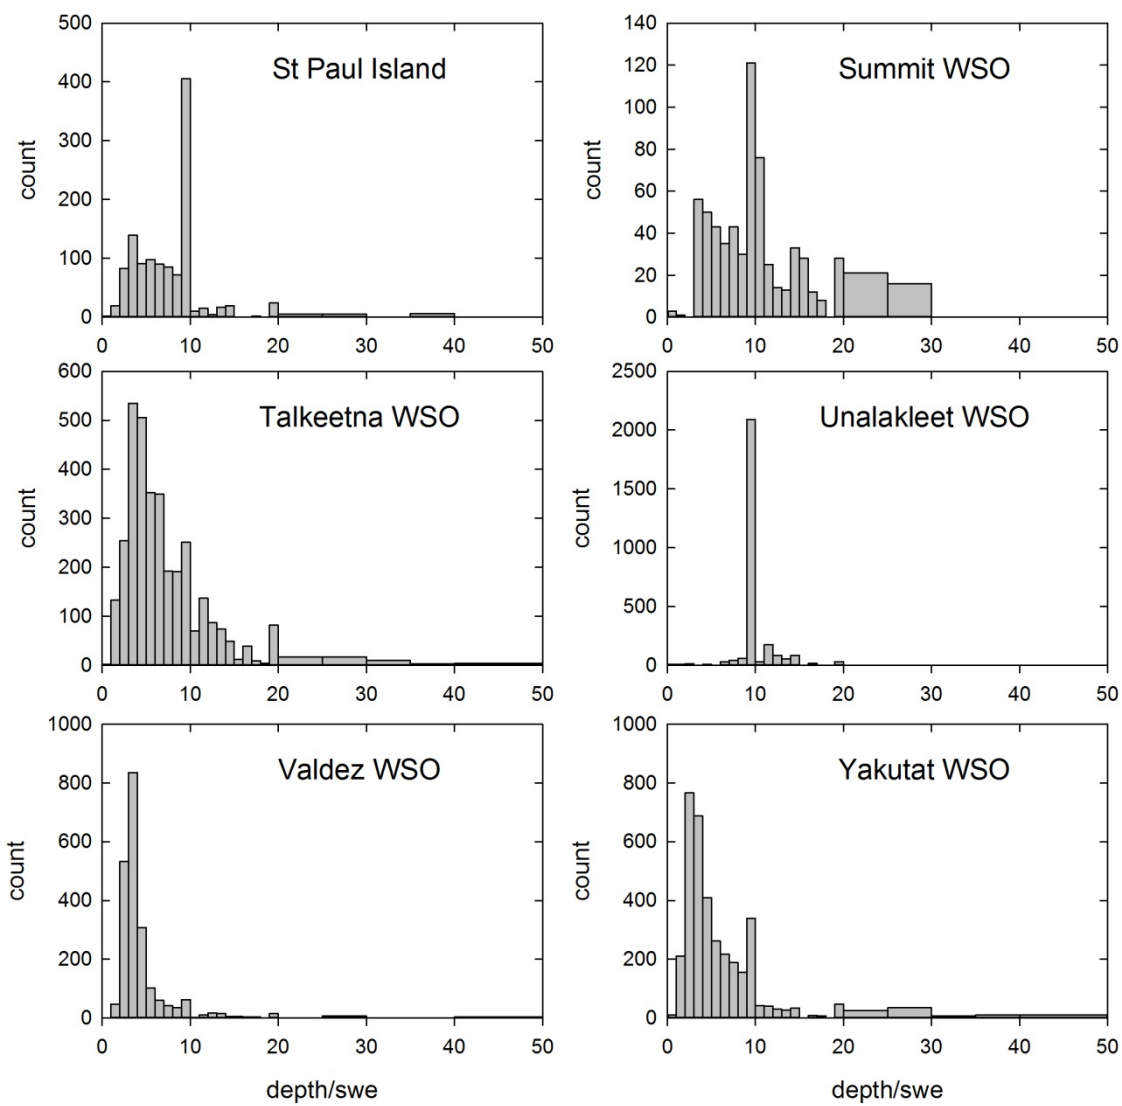 St Paul Island
count
500
400
300
200
100
0
0 10 20 30 40 50
Summit WSO
count
140
120
100
80
60
40
20
0
0 10 20 30 40 50
Talkeetna WSO
count
600
500
400
300
200
100
0
0 10 20 30 40 50
Unalakleet WSO
count
2500
2000
1500
1000
500
0
0 10 20 30 40 50
Valdez WSO
count
1000
800
600
400
200
0
0 10 20 30 40 50
depth/swe
Yakutat WSO
count
1000
800
600
400
200
0
0 10 20 30 40 50
depth/swe